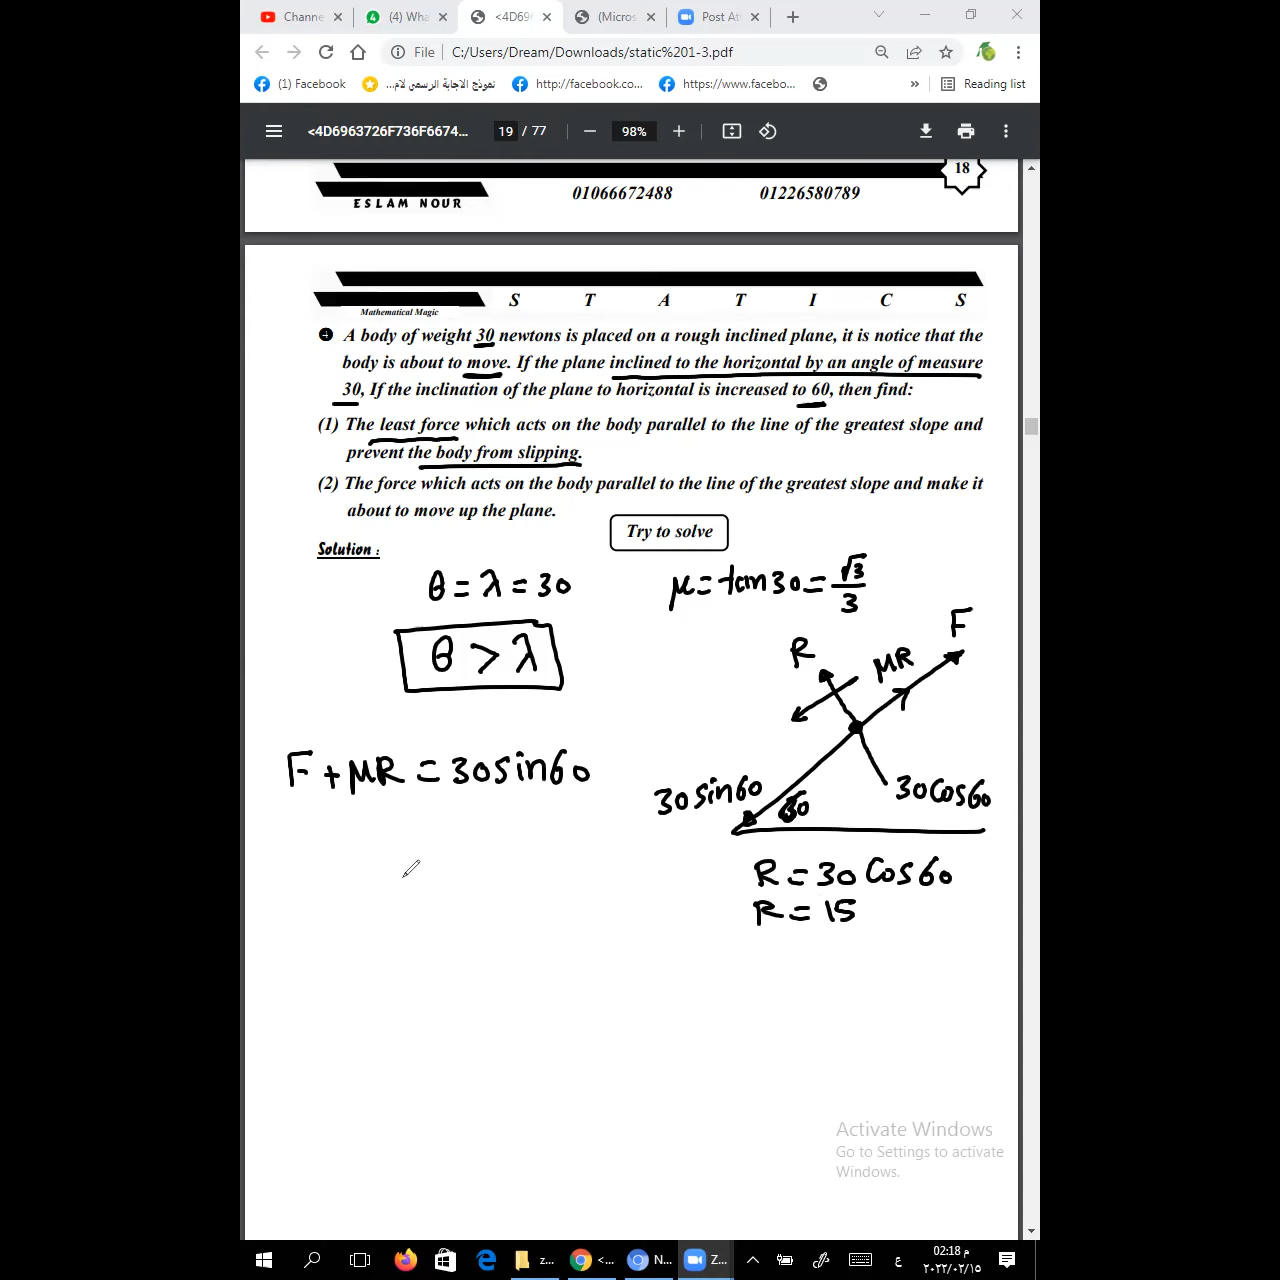 Channe
(4) Wha
<4D69
(Micros
Post At
File C:/Users/Dream/Downloads/static%201-3.pdf
(1) Facebook
نموذج الاجابة الرسمى لام...
http://facebook.co...
https://www.facebo...
» Reading list
<4D6963726F736F6674... 19 / 77 98%
18
ESLAM NOUR 01066672488 01226580789
S T A T I C S
Mathematical Magic
A body of weight 30 newtons is placed on a rough inclined plane, it is notice that the
body is about to move. If the plane inclined to the horizontal by an angle of measure
30, If the inclination of the plane to horizontal is increased to 60, then find:
(1) The least force which acts on the body parallel to the line of the greatest slope and
prevent the body from slipping.
(2) The force which acts on the body parallel to the line of the greatest slope and make it
about to move up the plane.
Try to solve
Solution :
θ = λ = 30
μ = tan 30 = √3/3
θ > λ
F
R
μR
F + μR = 30 sin 60
30 sin 60
30 cos 60
R = 30 Cos 60
R = 15
Activate Windows
Go to Settings to activate
Windows.
z...
<...
N...
Z...
ع
02:18 م
٢٠٢٢/٠٢/١٥